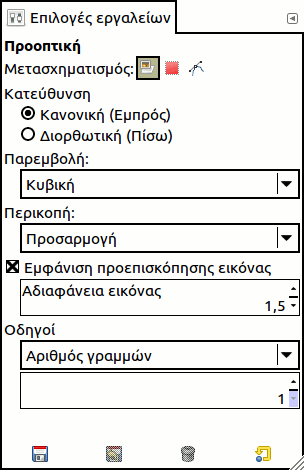 Επιλογές εργαλείων
Προοπτική
Μετασχηματισμός:
Κατεύθυνση
Κανονική (Εμπρός)
Διορθωτική (Πίσω)
Παρεμβολή:
Κυβική
Περικοπή:
Προσαρμογή
Εμφάνιση προεπισκόπησης εικόνας
Αδιαφάνεια εικόνας
1,5
Οδηγοί
Αριθμός γραμμών
1